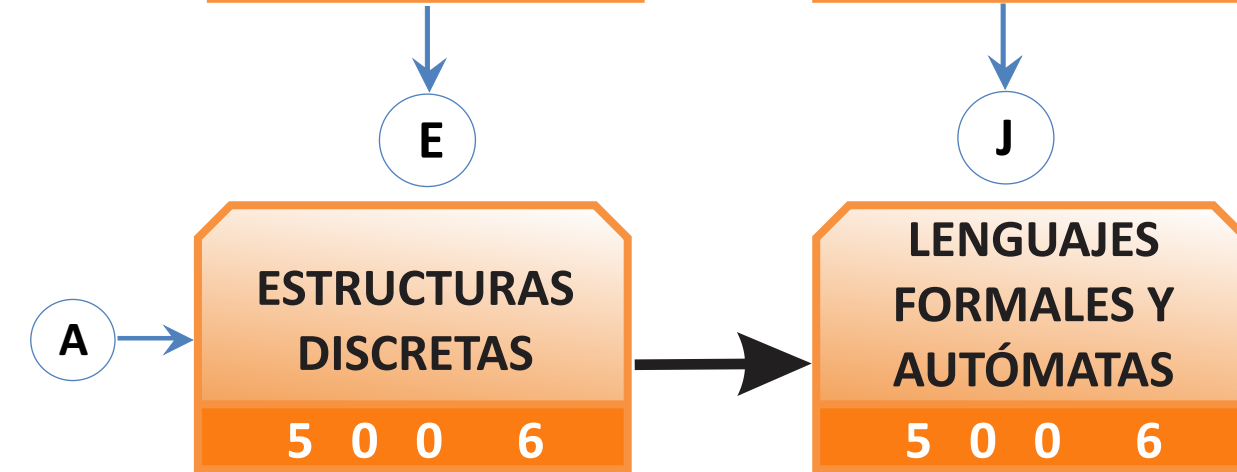 E
J
A
ESTRUCTURAS
DISCRETAS
5 0 0 6
LENGUAJES
FORMALES Y
AUTÓMATAS
5 0 0 6